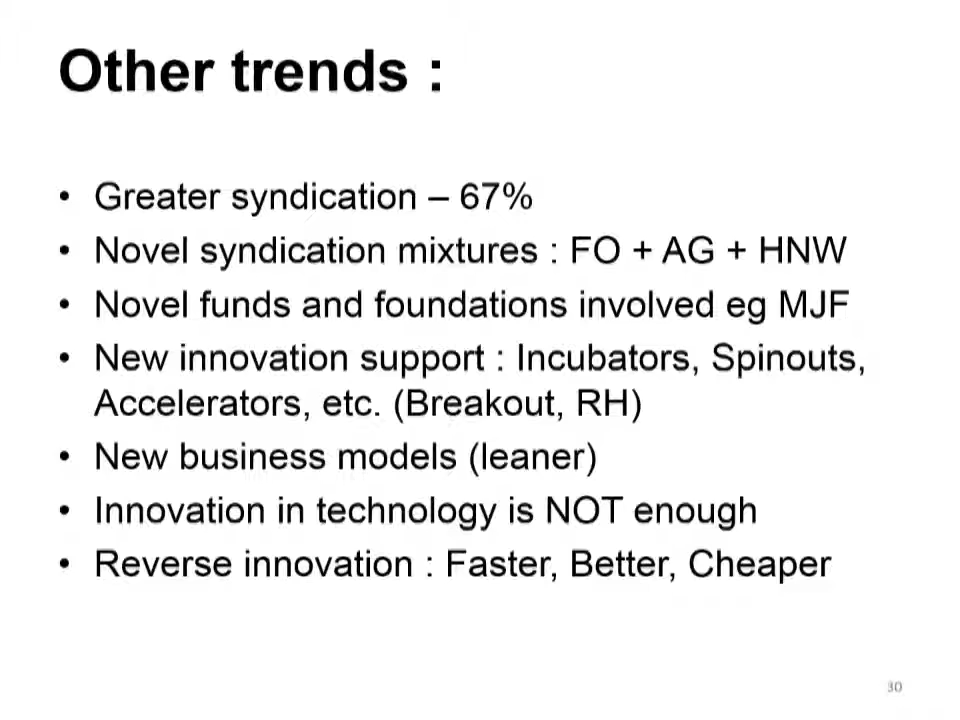 Other trends :
• Greater syndication – 67%
• Novel syndication mixtures : FO + AG + HNW
• Novel funds and foundations involved eg MJF
• New innovation support : Incubators, Spinouts,
Accelerators, etc. (Breakout, RH)
• New business models (leaner)
• Innovation in technology is NOT enough
• Reverse innovation : Faster, Better, Cheaper
30